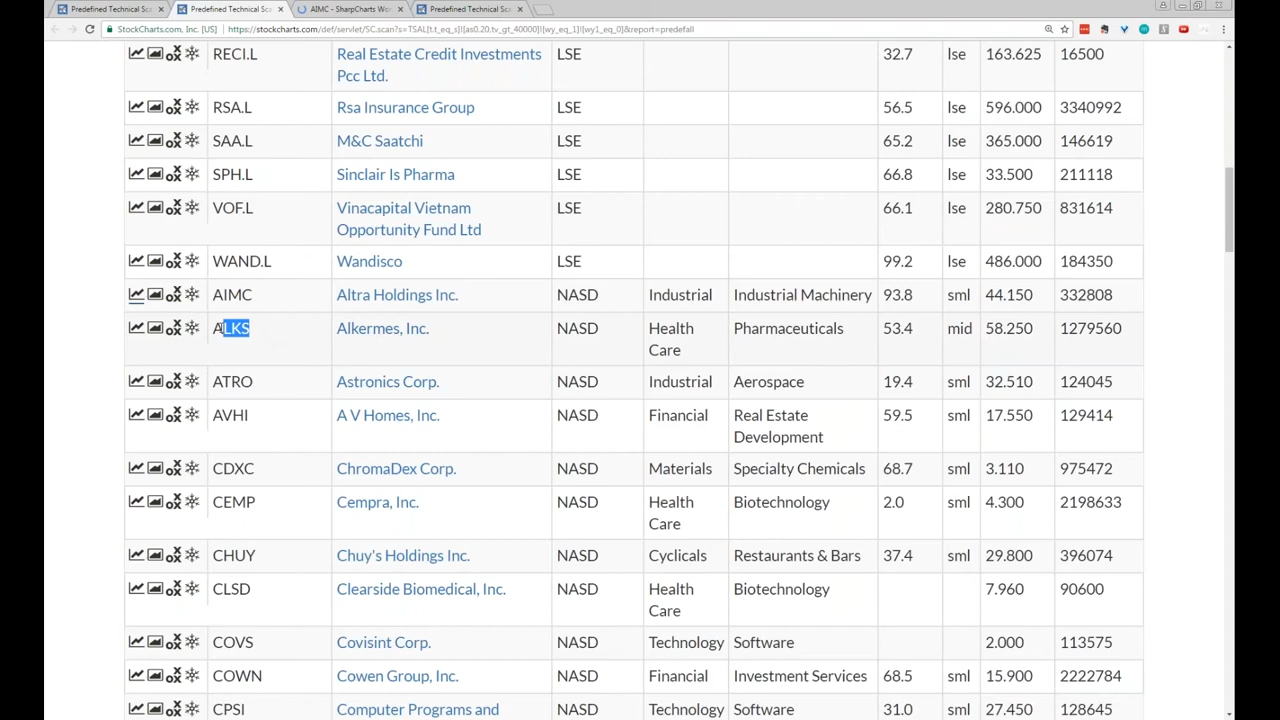 Predefined Technical Scan
Predefined Technical Scan
AIMC - SharpCharts Wor
Predefined Technical Scan
StockCharts.com, Inc. [US]
RECI.L Real Estate Credit Investments LSE 32.7 lse 163.625 16500
Pcc Ltd.
RSA.L Rsa Insurance Group LSE 56.5 lse 596.000 3340992
SAA.L M&C Saatchi LSE 65.2 lse 365.000 146619
SPH.L Sinclair Is Pharma LSE 66.8 lse 33.500 211118
VOF.L Vinacapital Vietnam LSE 66.1 lse 280.750 831614
Opportunity Fund Ltd
WAND.L Wandisco LSE 99.2 lse 486.000 184350
AIMC Altra Holdings Inc. NASD Industrial Industrial Machinery 93.8 sml 44.150 332808
ALKS Alkermes, Inc. NASD Health Pharmaceuticals 53.4 mid 58.250 1279560
Care
ATRO Astronics Corp. NASD Industrial Aerospace 19.4 sml 32.510 124045
AVHI A V Homes, Inc. NASD Financial Real Estate 59.5 sml 17.550 129414
Development
CDXC ChromaDex Corp. NASD Materials Specialty Chemicals 68.7 sml 3.110 975472
CEMP Cempra, Inc. NASD Health Biotechnology 2.0 sml 4.300 2198633
Care
CHUY Chuy's Holdings Inc. NASD Cyclicals Restaurants & Bars 37.4 sml 29.800 396074
CLSD Clearside Biomedical, Inc. NASD Health Biotechnology 7.960 90600
Care
COVS Covisint Corp. NASD Technology Software 2.000 113575
COWN Cowen Group, Inc. NASD Financial Investment Services 68.5 sml 15.900 2222784
CPSI Computer Programs and NASD Technology Software 31.0 sml 27.450 128645